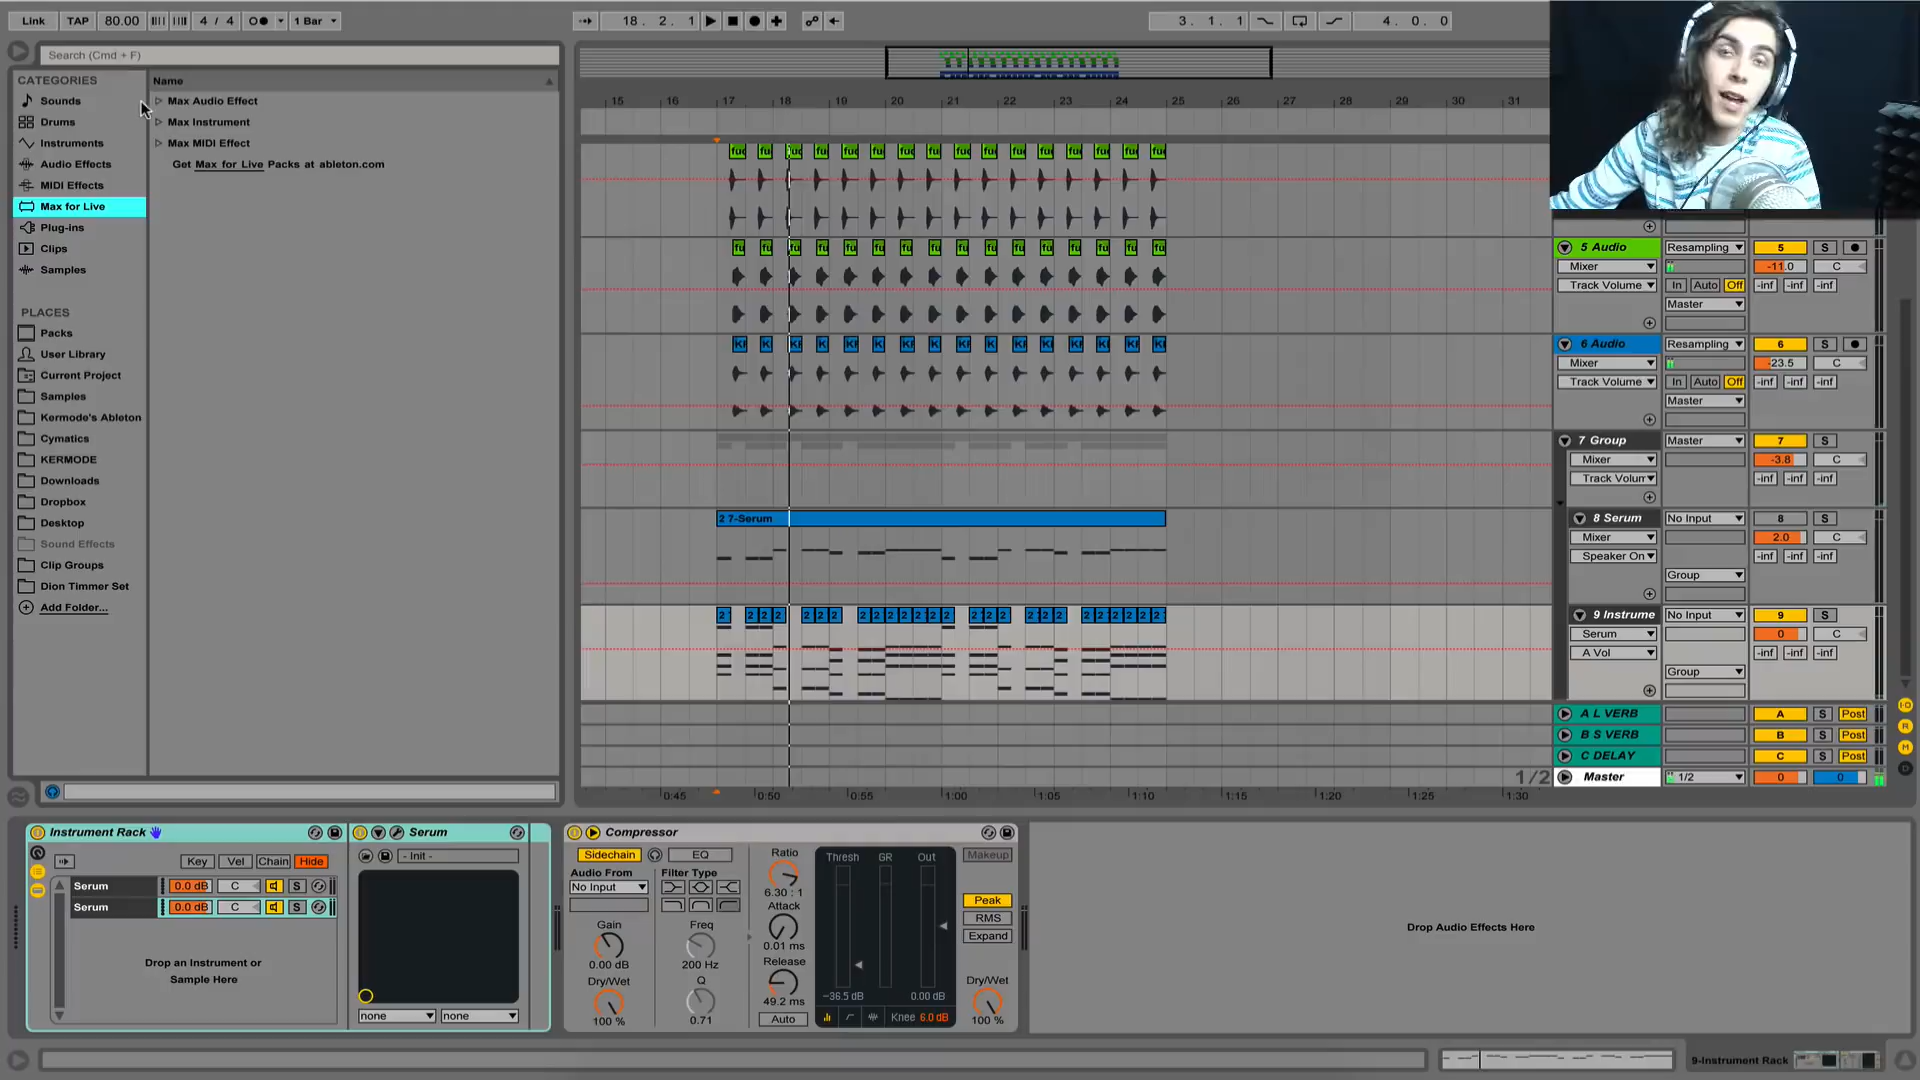 Link TAP 80.00 4 / 4 1 Bar 18. 2. 1 3. 1. 1 4. 0. 0
Search (Cmd + F)
CATEGORIES
Sounds
Drums
Instruments
Audio Effects
MIDI Effects
Max for Live
Plug-ins
Clips
Samples
PLACES
Packs
User Library
Current Project
Samples
Kermode's Ableton
Cymatics
KERMODE
Downloads
Dropbox
Desktop
Sound Effects
Clip Groups
Dion Timmer Set
Add Folder...
Name
Max Audio Effect
Max Instrument
Max MIDI Effect
Get Max for Live Packs at ableton.com
15 16 17 18 19 20 21 22 23 24 25 26 27 28 29 30 31
2 7-Serum
0:45 0:50 0:55 1:00 1:05 1:10 1:15 1:20 1:25 1:30
1/2
5 Audio Resampling 5 S
Mixer -11.0 C
Track Volume In Auto Off -inf -inf
Master
6 Audio Resampling 6 S
Mixer -23.5 C
Track Volume In Auto Off -inf -inf
Master
7 Group Master 7 S
Mixer -3.8 C
Track Volum -inf -inf -inf
8 Serum No Input 8 S
Mixer 2.0 C
Speaker On -inf -inf -inf
Group
9 Instrume No Input 9 S
Serum 0 C
A Vol -inf -inf -inf
Group
A L VERB A S Post
B S VERB B S Post
C DELAY C S Post
Master 1/2 0 0
Instrument Rack
Key Vel Chain Hide
Serum 0.0 dB C S
Serum 0.0 dB C S
Drop an Instrument or
Sample Here
Serum
- Init -
none none
Compressor
Sidechain EQ
Audio From Filter Type
No Input
Gain Freq
0.00 dB 200 Hz
Dry/Wet Q
100 % 0.71
Ratio
6.30 : 1
Attack
0.01 ms
Release
49.2 ms
Auto
Thresh GR Out
-36.5 dB 0.00 dB
Knee 6.0 dB
Makeup
Peak
RMS
Expand
Dry/Wet
100 %
Drop Audio Effects Here
9-Instrument Rack